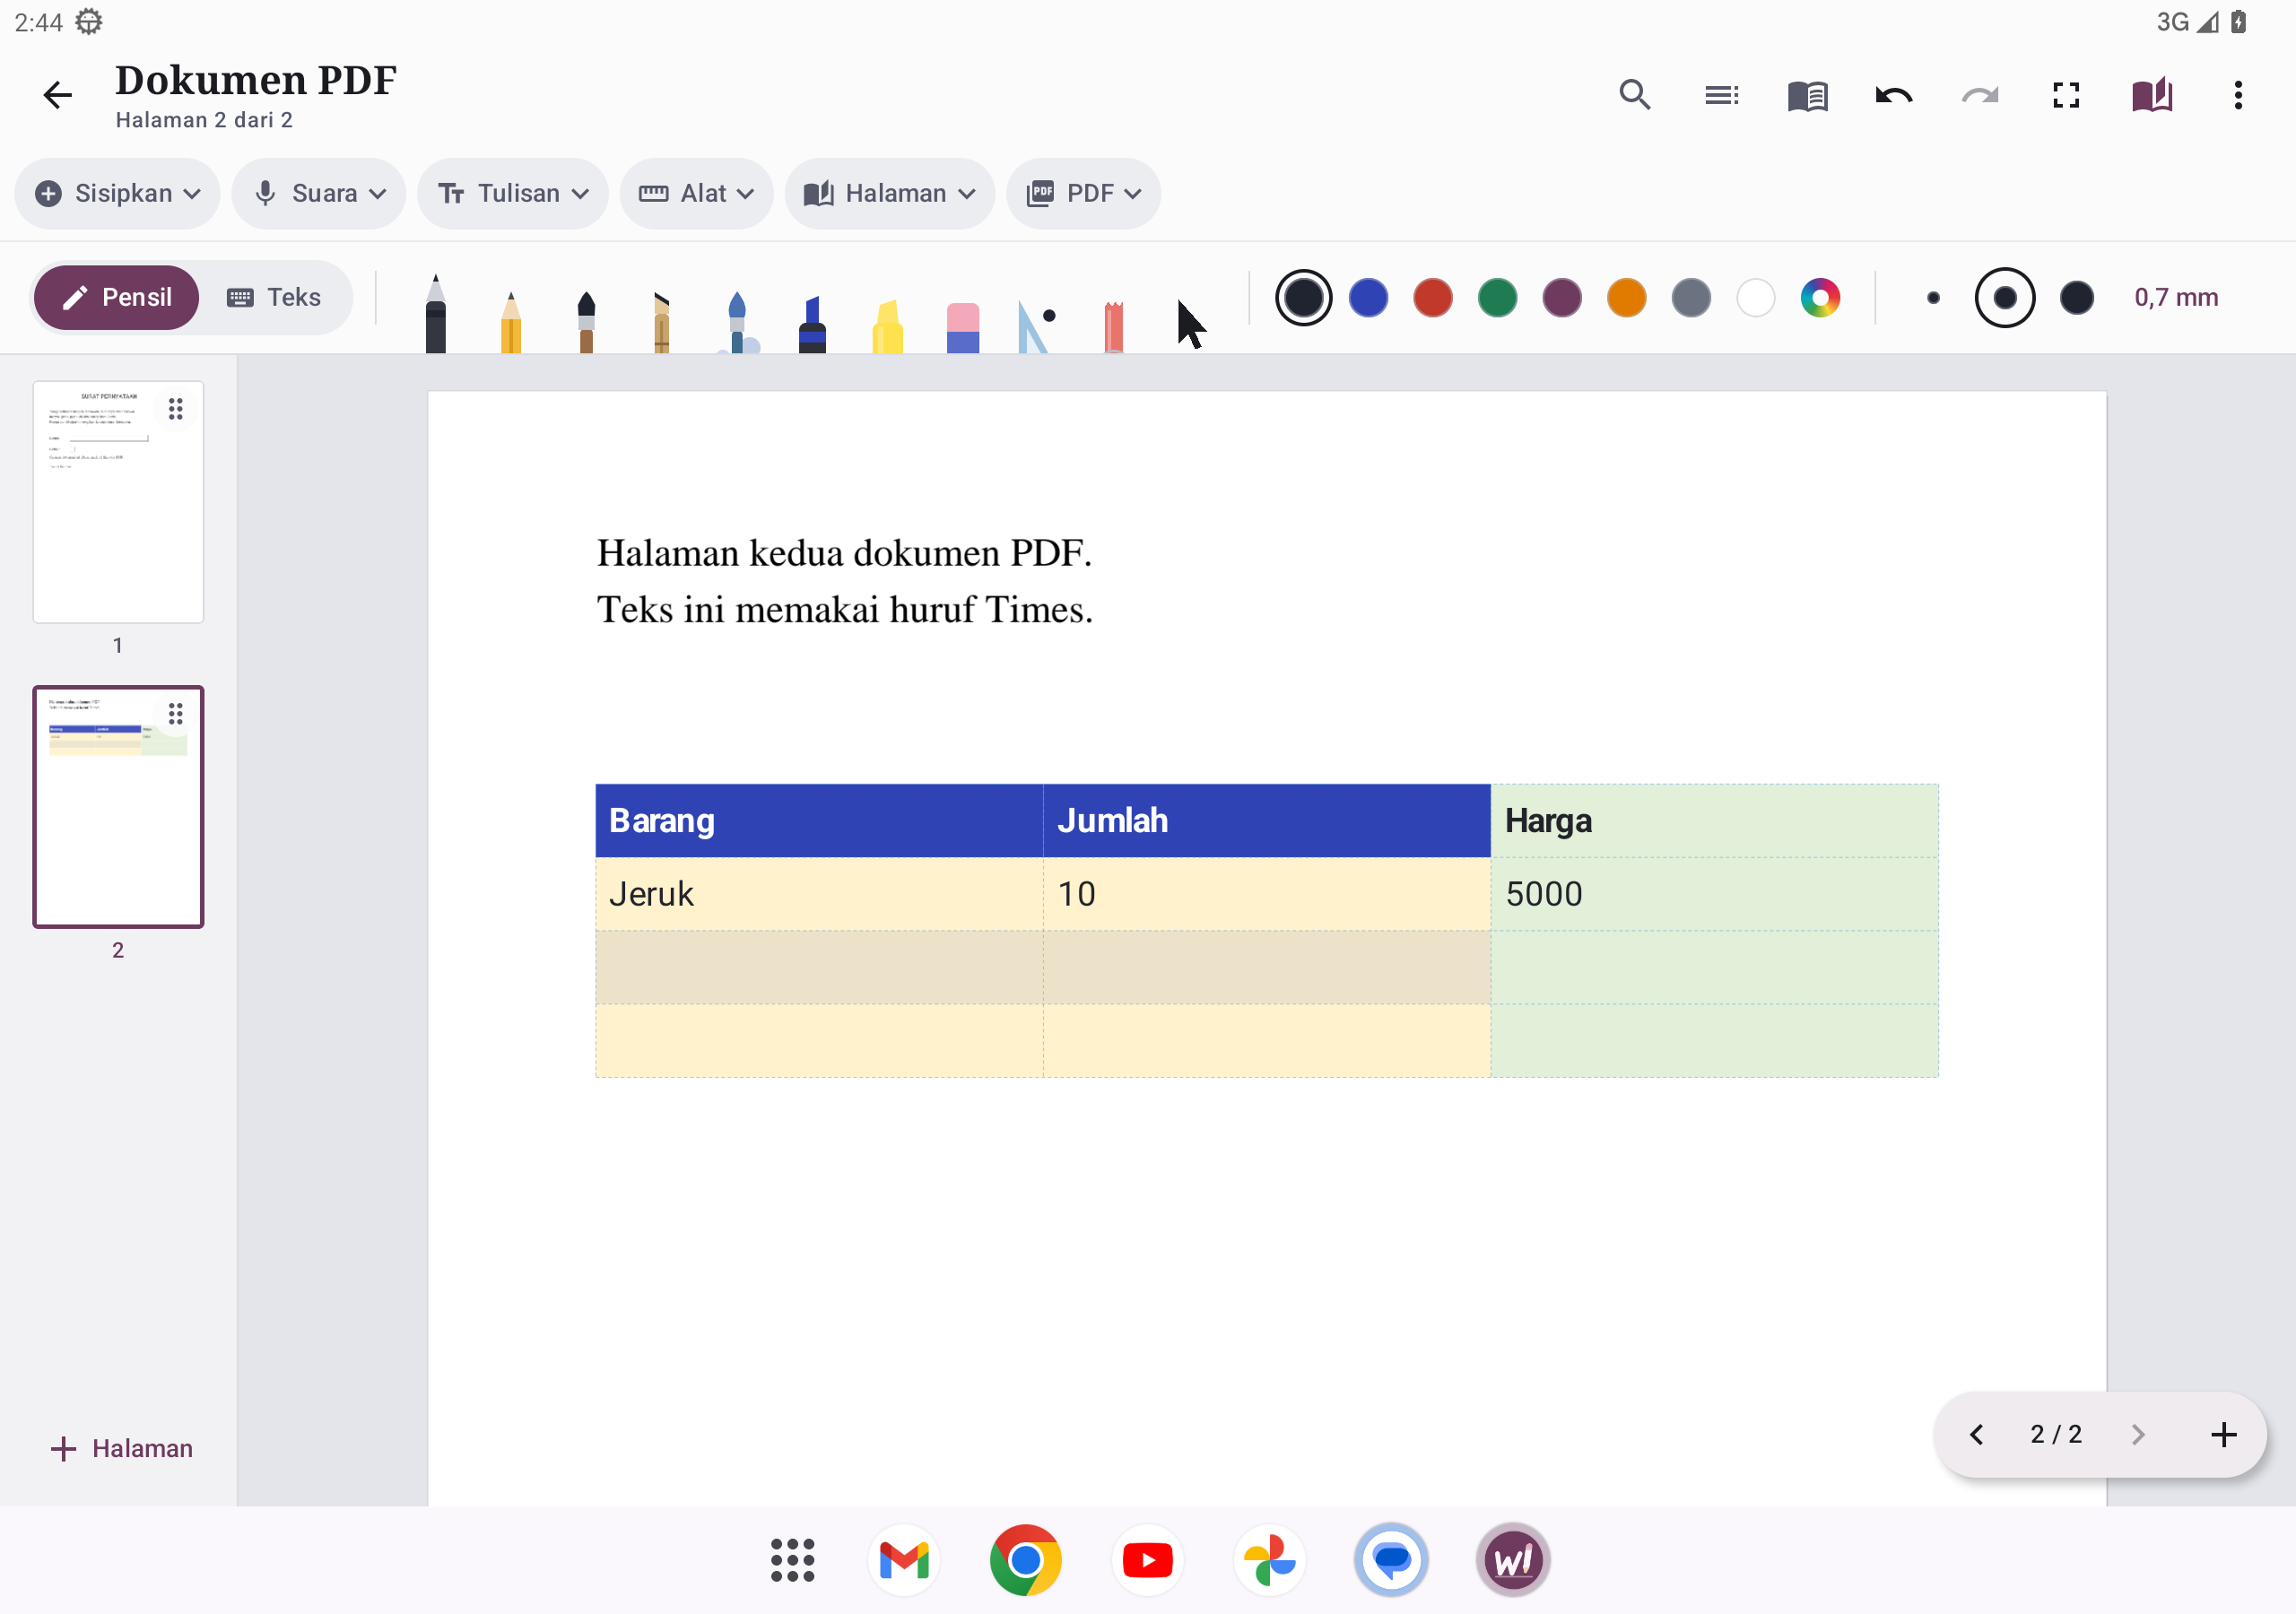 2:44
3G
Dokumen PDF
Halaman 2 dari 2
Sisipkan
Suara
Tulisan
Alat
Halaman
PDF
Pensil
Teks
0,7 mm
SURAT PERNYATAAN
1
2
Halaman kedua dokumen PDF.
Teks ini memakai huruf Times.
Barang Jumlah Harga
Jeruk 10 5000
Halaman
2 / 2